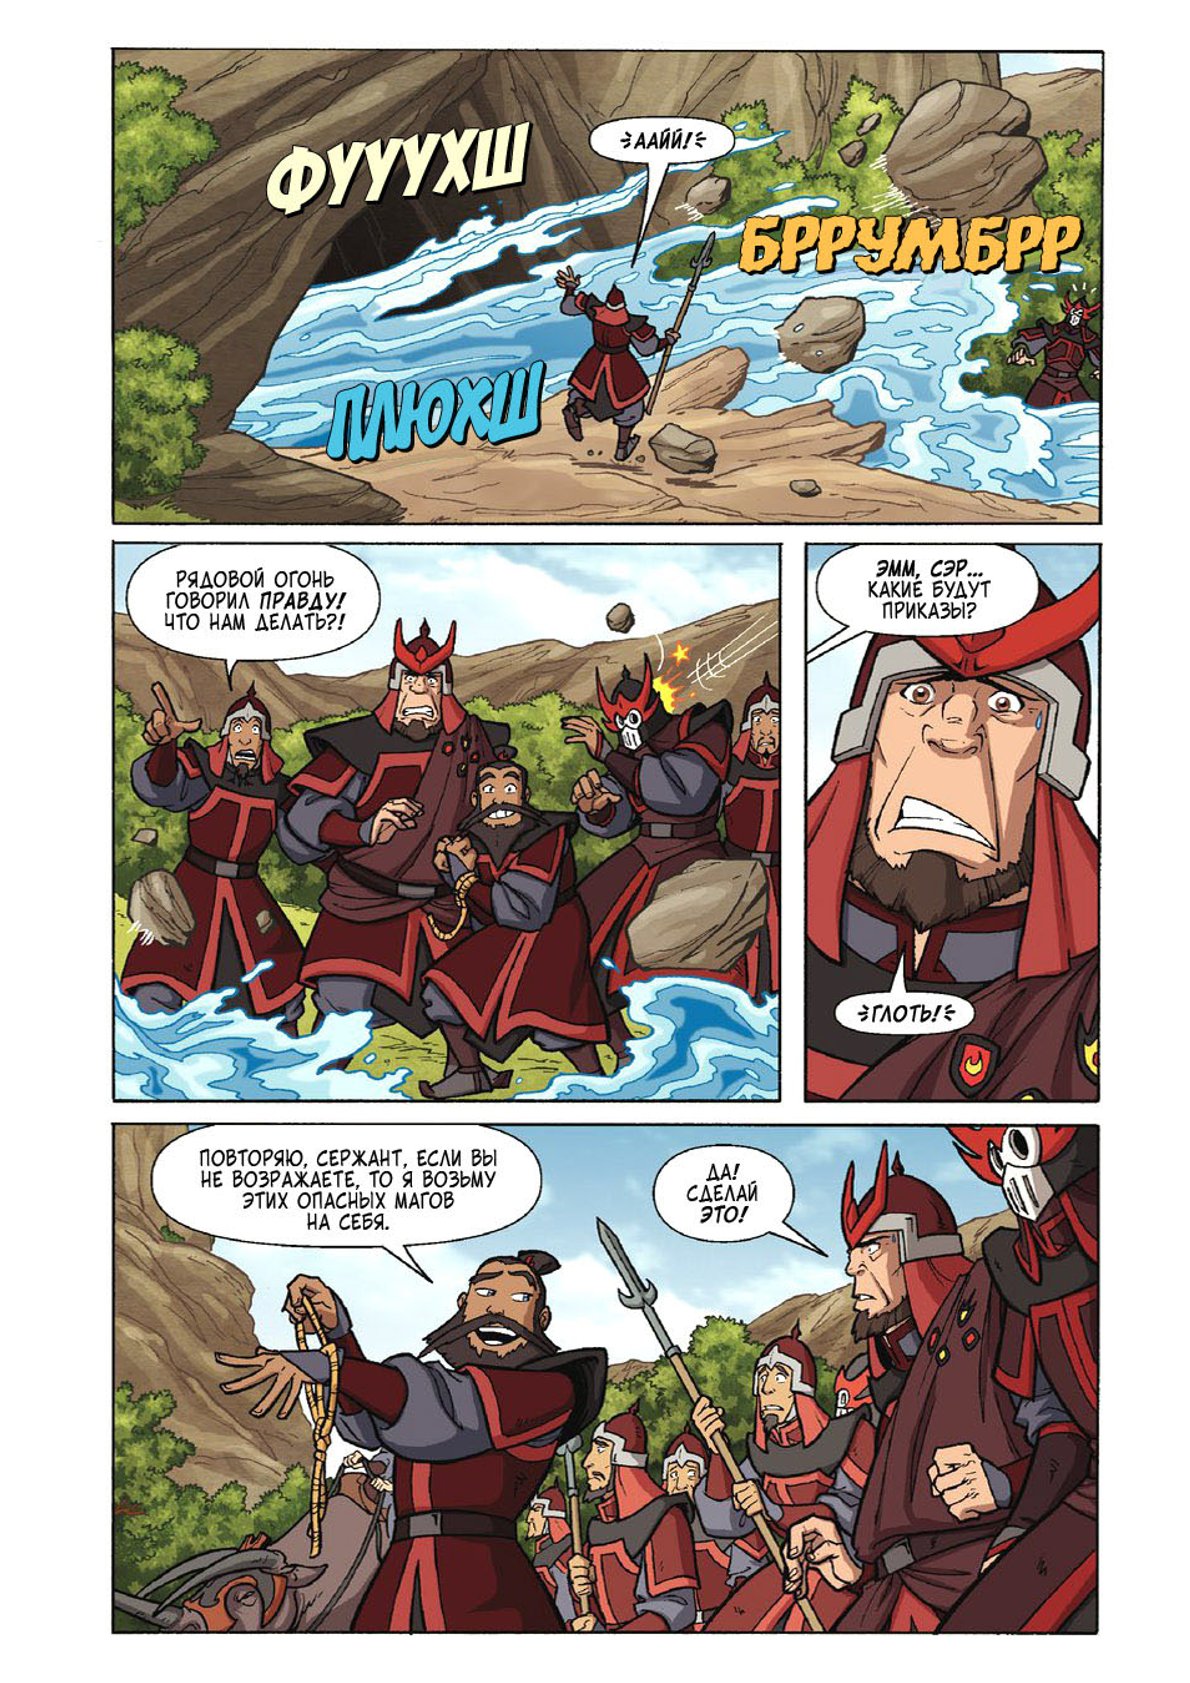 ФУУУХШ
ААЙЙ!
БРРУМБРР
ПЛЮХШ
РЯДОВОЙ ОГОНЬ
ГОВОРИЛ ПРАВДУ!
ЧТО НАМ ДЕЛАТЬ?!
ЭММ, СЭР...
КАКИЕ БУДУТ
ПРИКАЗЫ?
ГЛОТЬ!
ПОВТОРЯЮ, СЕРЖАНТ, ЕСЛИ ВЫ
НЕ ВОЗРАЖАЕТЕ, ТО Я ВОЗЬМУ
ЭТИХ ОПАСНЫХ МАГОВ
НА СЕБЯ.
ДА!
СДЕЛАЙ
ЭТО!